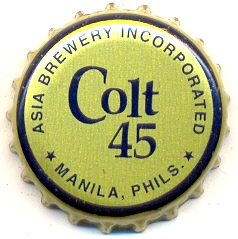 ASIA BREWERY INCORPORATED
Colt
45
★ MANILA, PHILS. ★